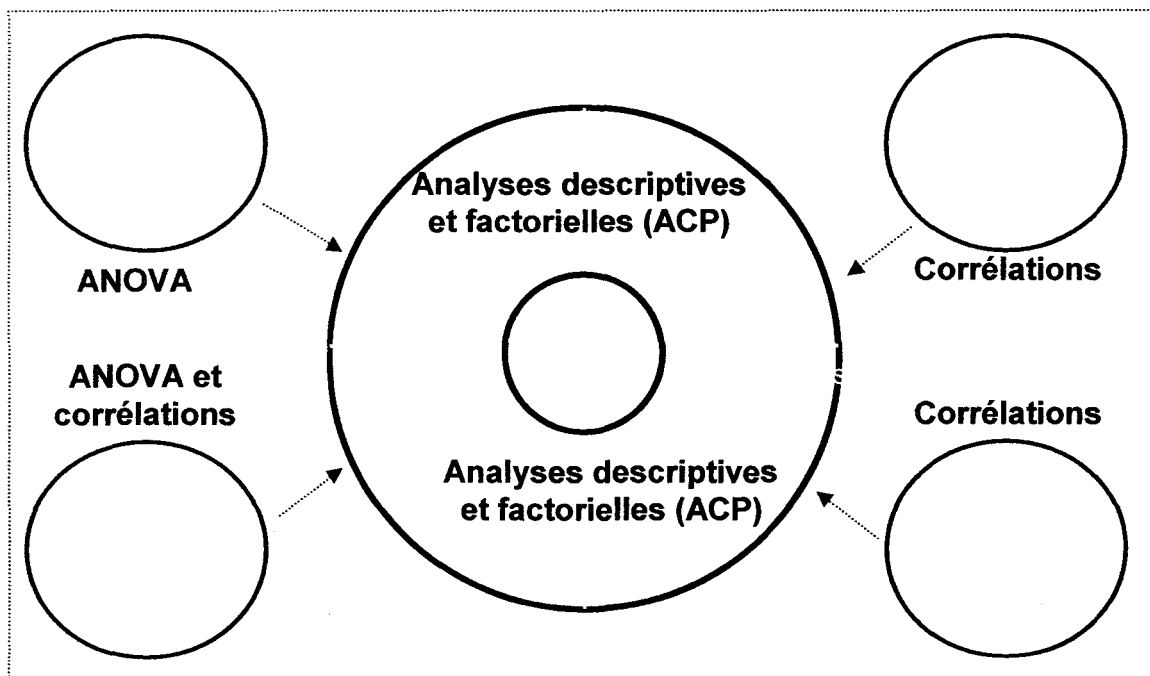 Analyses descriptives
et factorielles (ACP)
ANOVA
Corrélations
ANOVA et
corrélations
Corrélations
Analyses descriptives
et factorielles (ACP)